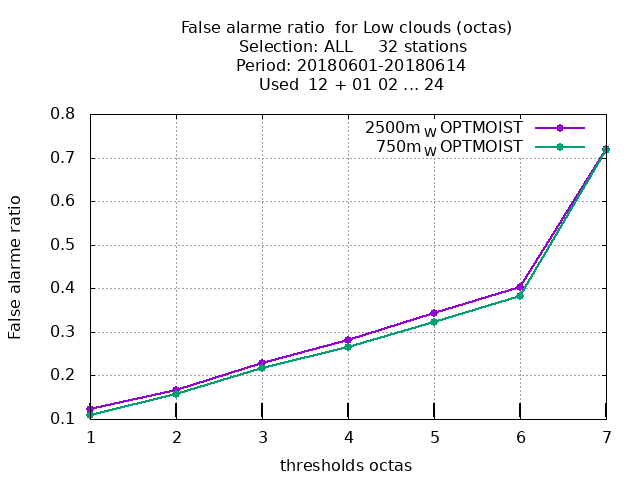 False alarme ratio  for Low clouds (octas)
Selection: ALL     32 stations
Period: 20180601-20180614
Used  12 + 01 02 ... 24
0.8
0.7
0.6
0.5
0.4
0.3
0.2
0.1
False alarme ratio
2500m W OPTMOIST
750m W OPTMOIST
1 2 3 4 5 6 7
thresholds octas